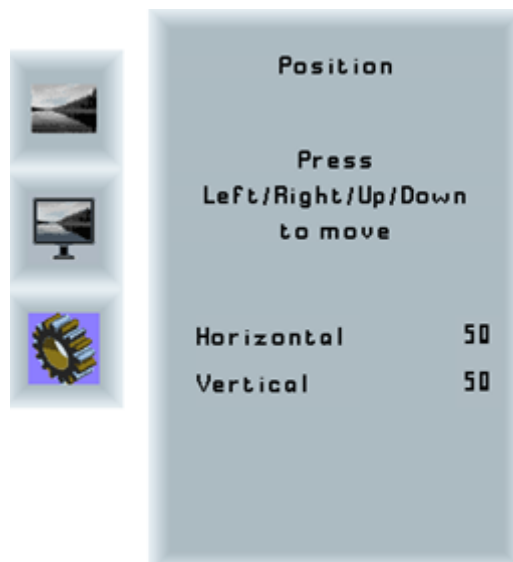 Position
Press
Left/Right/Up/Down
to move
Horizontal 50
Vertical 50